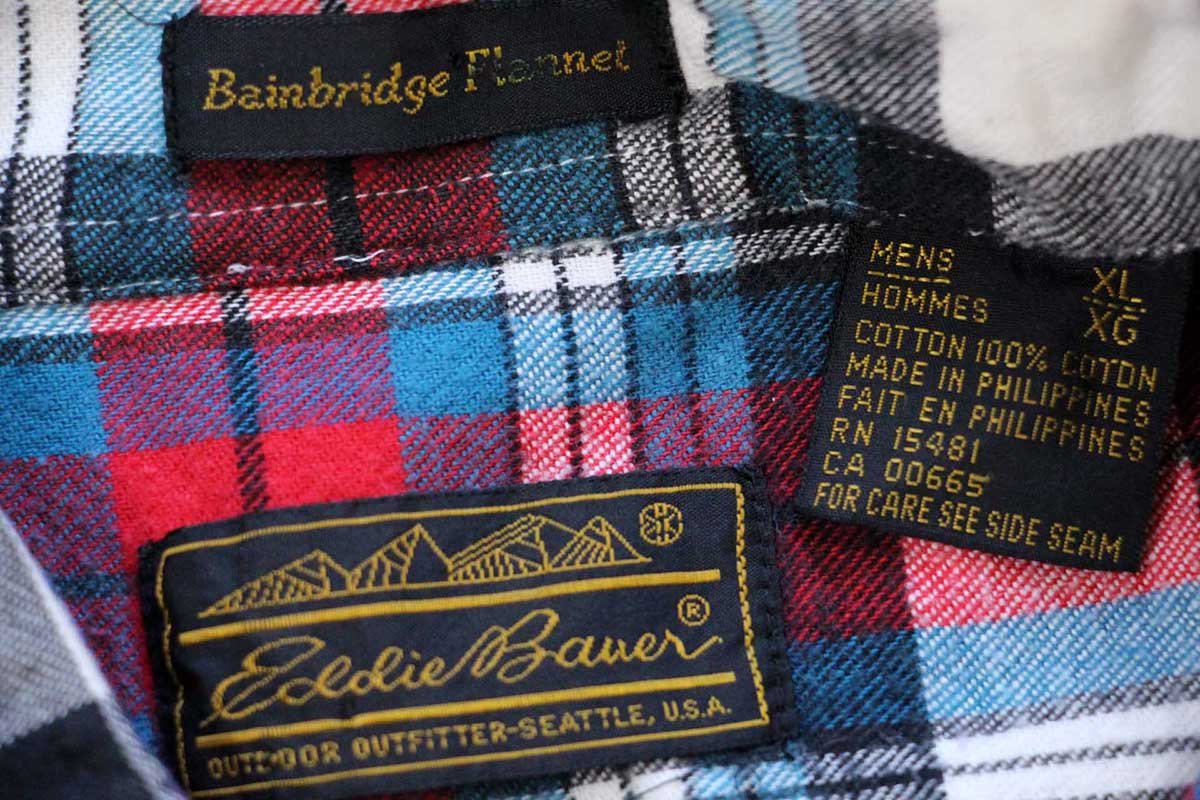 Bainbridge Flannel
MENS XL
HOMMES XG
COTTON 100% COTON
MADE IN PHILIPPINES
FAIT EN PHILIPPINES
RN 15481
CA 00665
FOR CARE SEE SIDE SEAM
Eddie Bauer®
OUTDOOR OUTFITTER-SEATTLE, U.S.A.